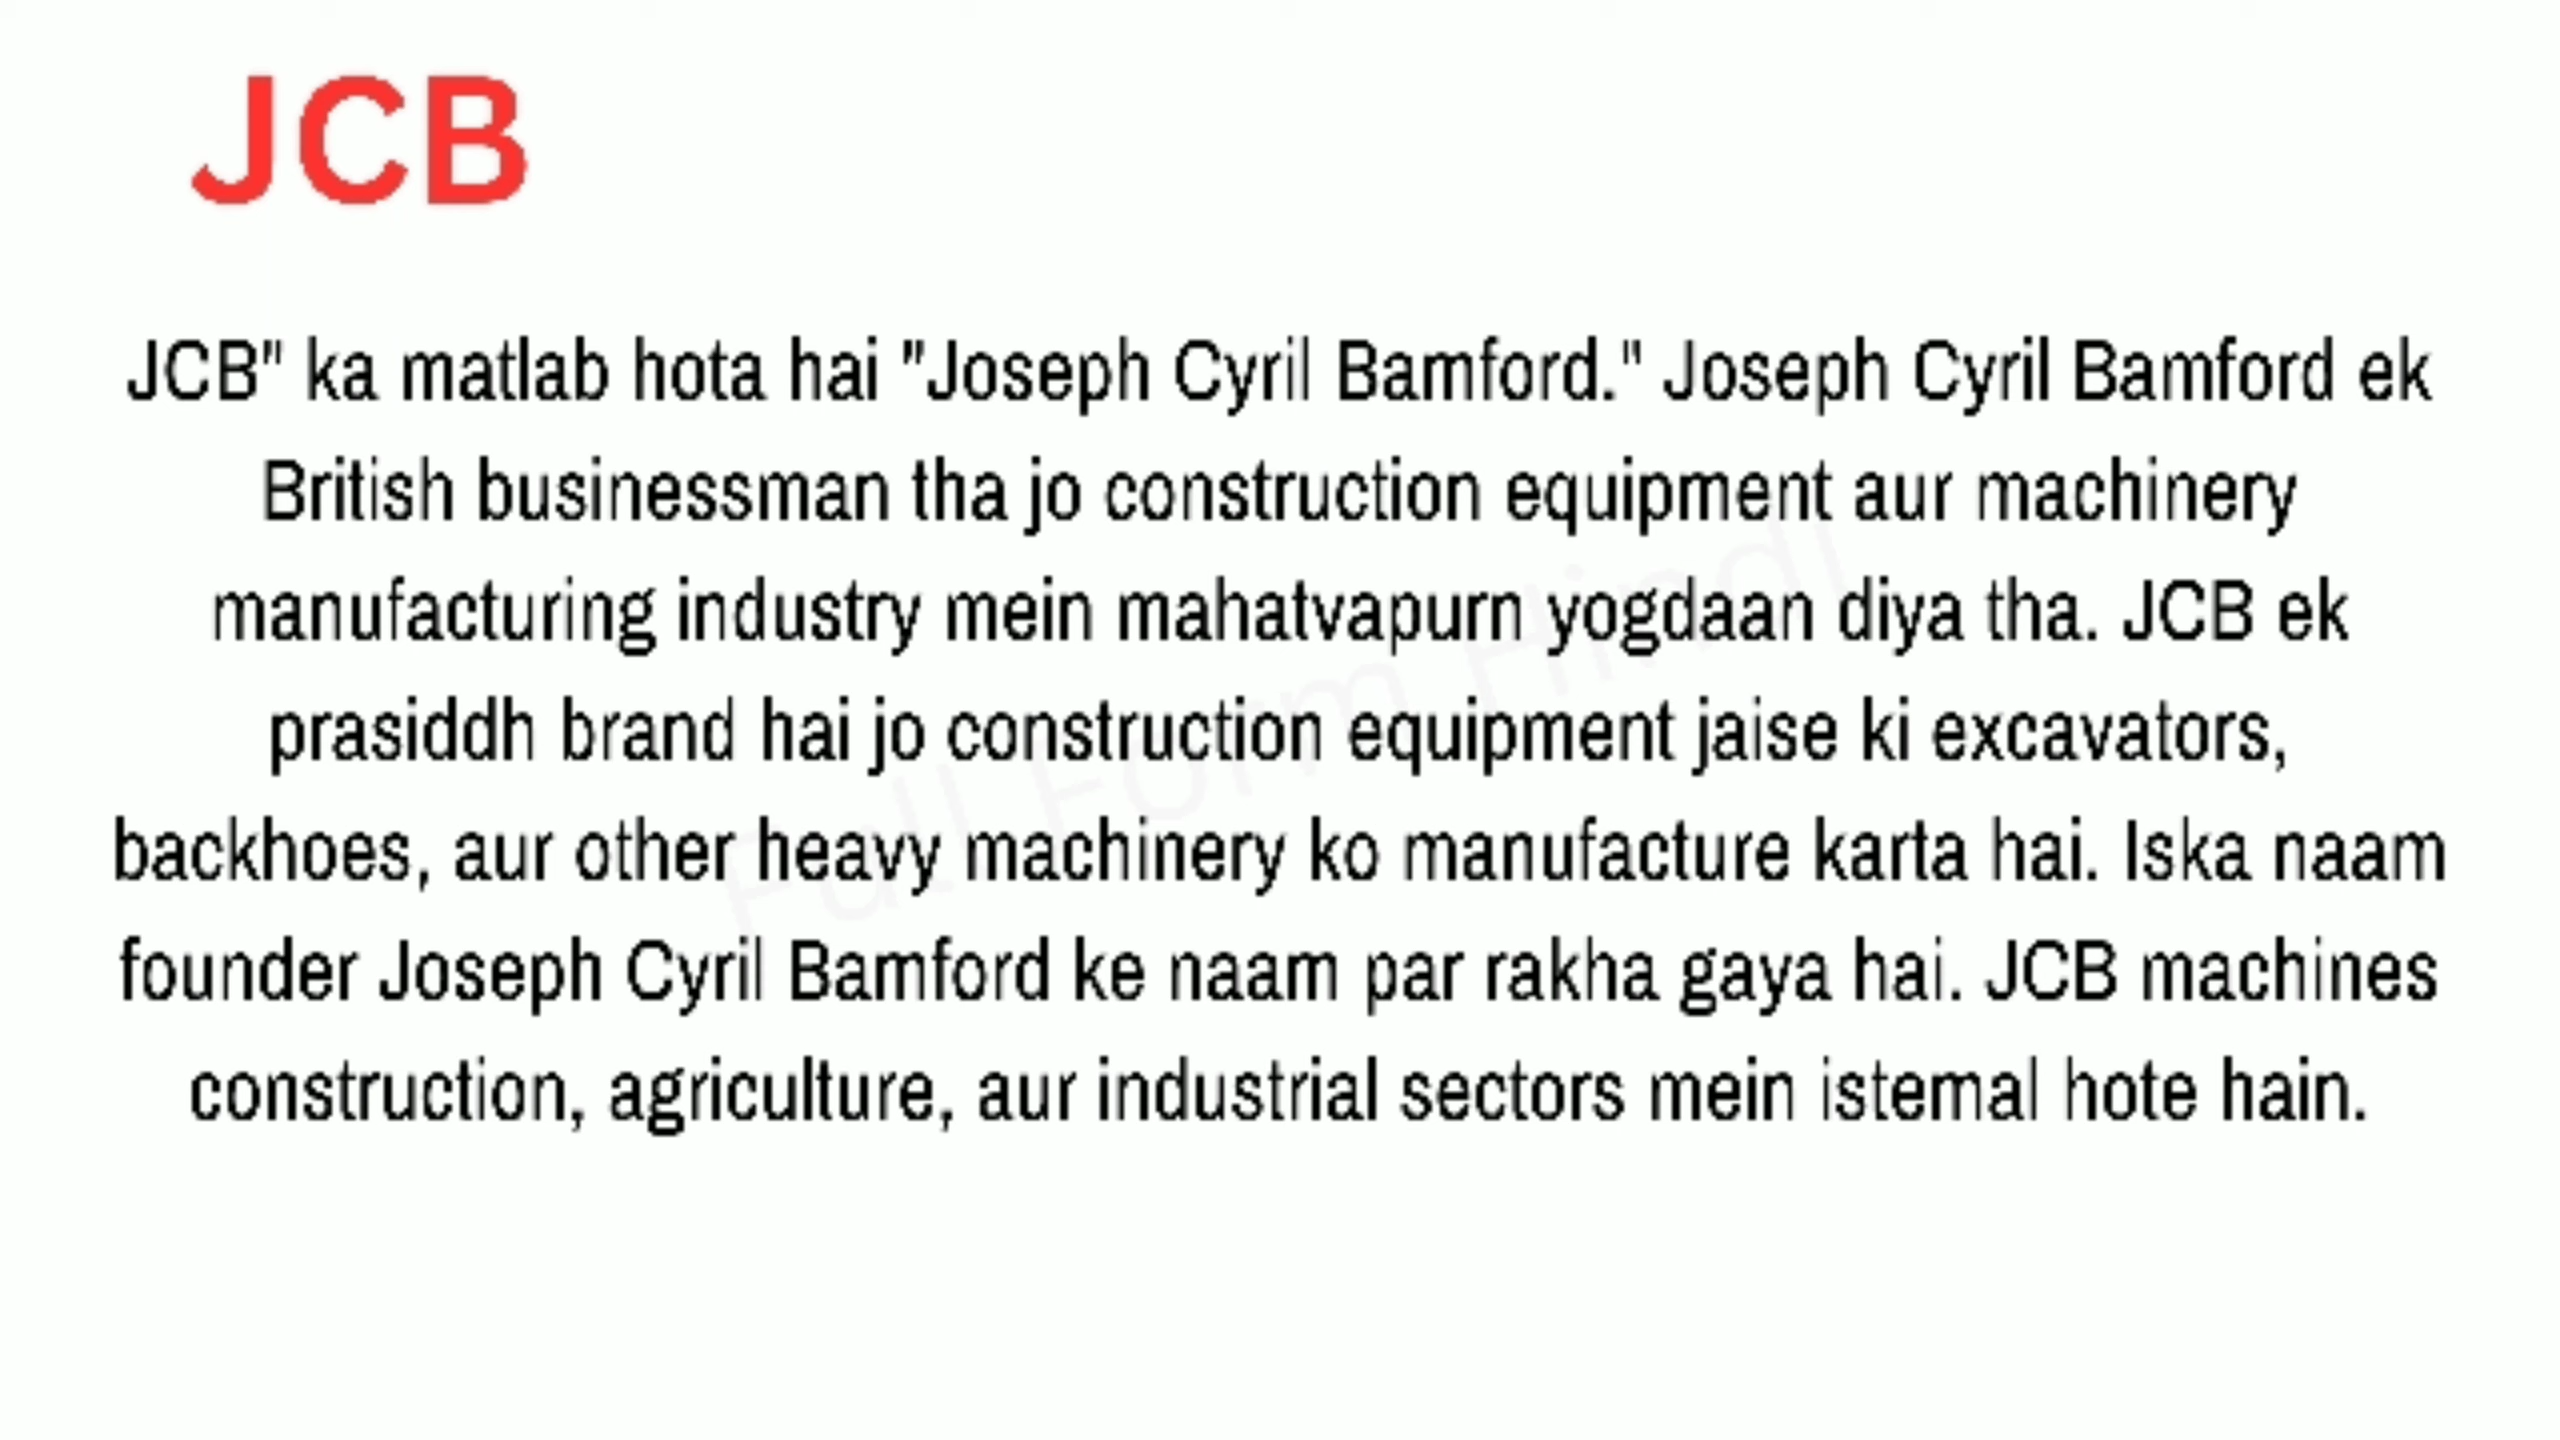 JCB
JCB" ka matlab hota hai "Joseph Cyril Bamford." Joseph Cyril Bamford ek
British businessman tha jo construction equipment aur machinery
manufacturing industry mein mahatvapurn yogdaan diya tha. JCB ek
prasiddh brand hai jo construction equipment jaise ki excavators,
backhoes, aur other heavy machinery ko manufacture karta hai. Iska naam
founder Joseph Cyril Bamford ke naam par rakha gaya hai. JCB machines
construction, agriculture, aur industrial sectors mein istemal hote hain.
Full Form Hindi